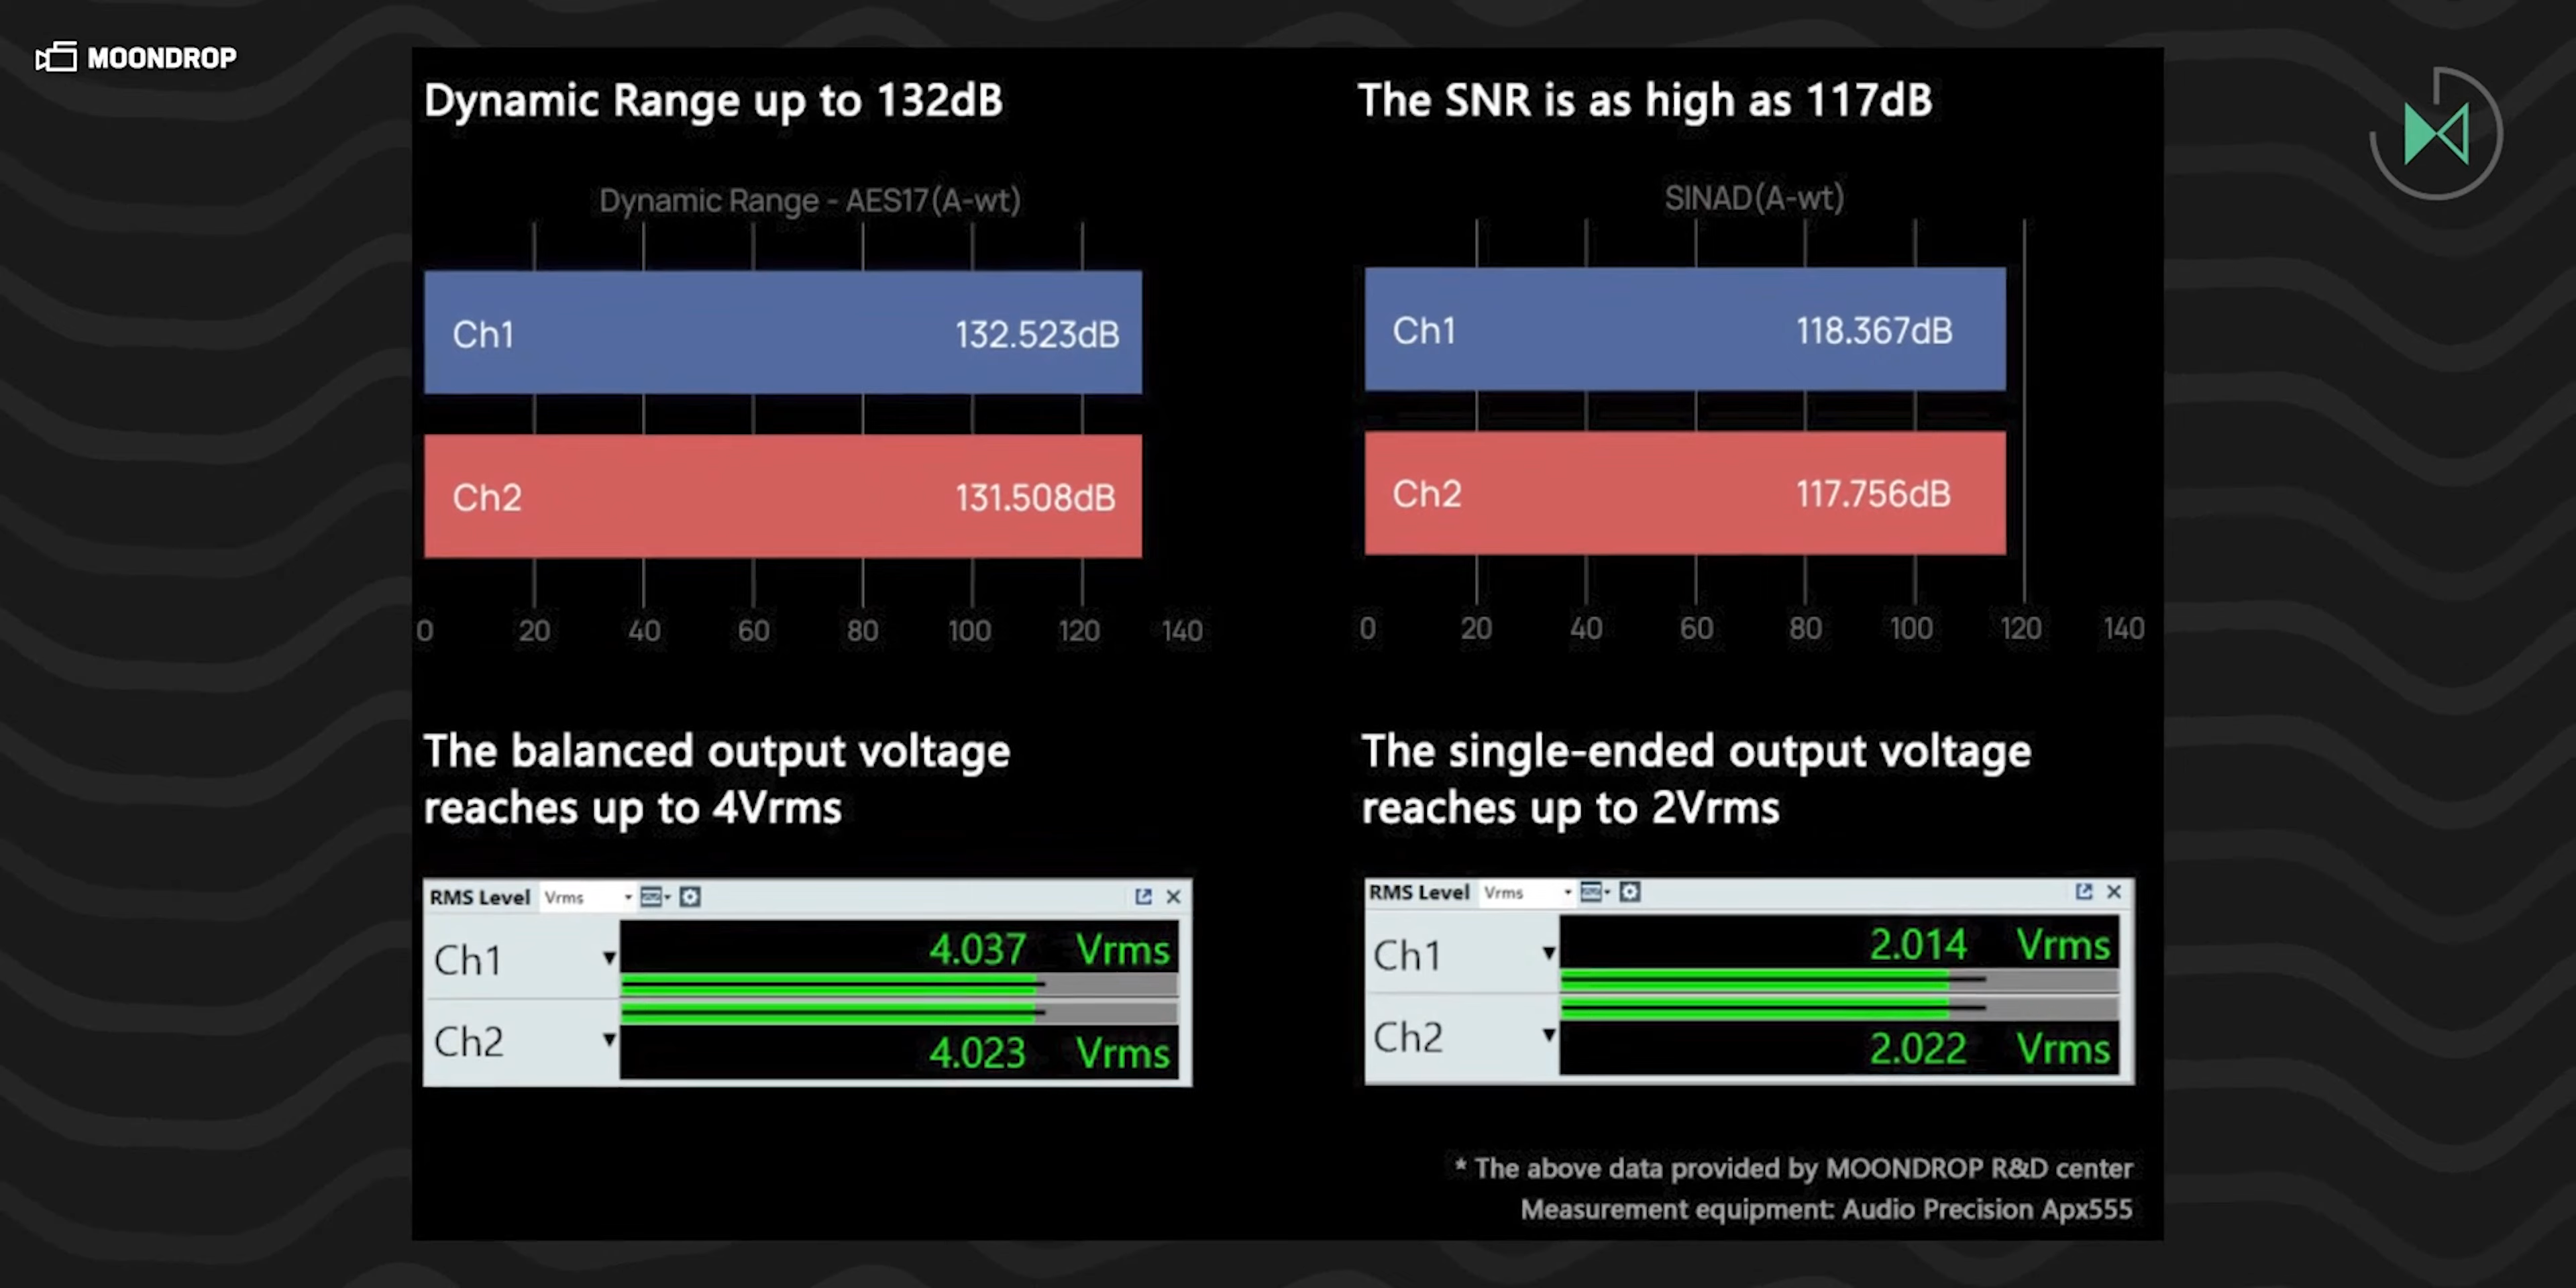 MOONDROP
Dynamic Range up to 132dB
Dynamic Range - AES17(A-wt)
Ch1 132.523dB
Ch2 131.508dB
0 20 40 60 80 100 120 140
The SNR is as high as 117dB
SINAD(A-wt)
Ch1 118.367dB
Ch2 117.756dB
0 20 40 60 80 100 120 140
The balanced output voltage
reaches up to 4Vrms
RMS Level Vrms
Ch1 4.037 Vrms
Ch2 4.023 Vrms
The single-ended output voltage
reaches up to 2Vrms
RMS Level Vrms
Ch1 2.014 Vrms
Ch2 2.022 Vrms
* The above data provided by MOONDROP R&D center
Measurement equipment: Audio Precision Apx555